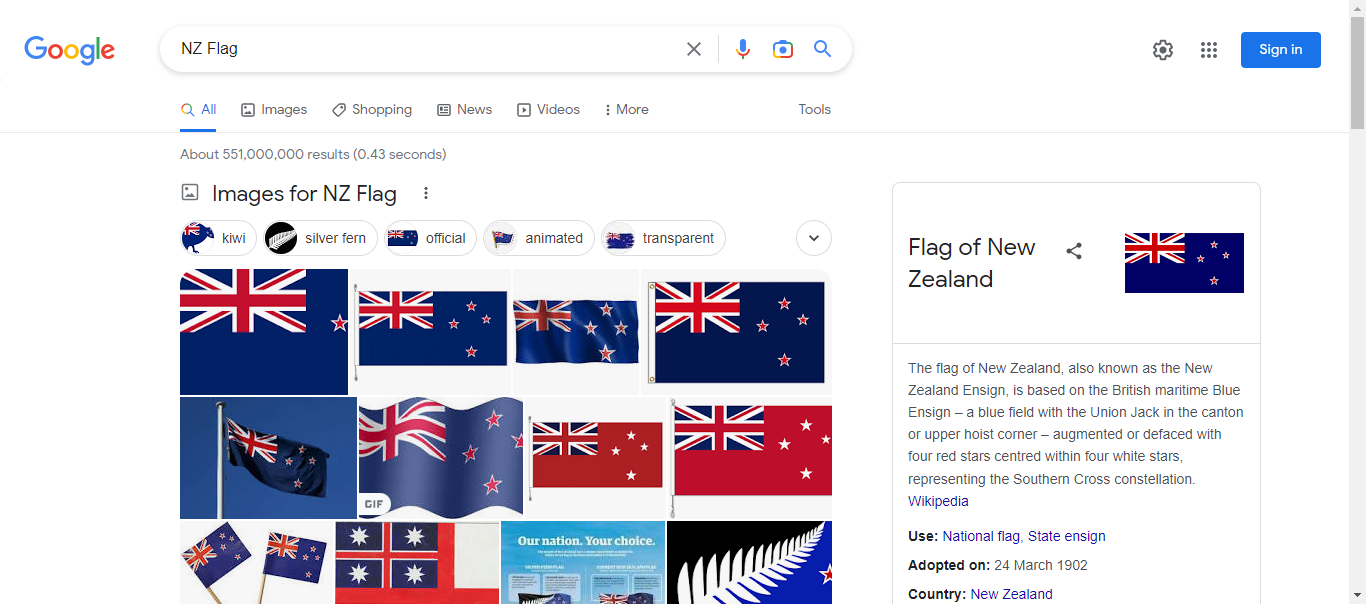 Google
NZ Flag
Sign in
All
Images
Shopping
News
Videos
More
Tools
About 551,000,000 results (0.43 seconds)
Images for NZ Flag
kiwi
silver fern
official
animated
transparent
GIF
Our nation. Your choice.
Flag of New
Zealand
The flag of New Zealand, also known as the New
Zealand Ensign, is based on the British maritime Blue
Ensign – a blue field with the Union Jack in the canton
or upper hoist corner – augmented or defaced with
four red stars centred within four white stars,
representing the Southern Cross constellation.
Wikipedia
Use: National flag, State ensign
Adopted on: 24 March 1902
Country: New Zealand